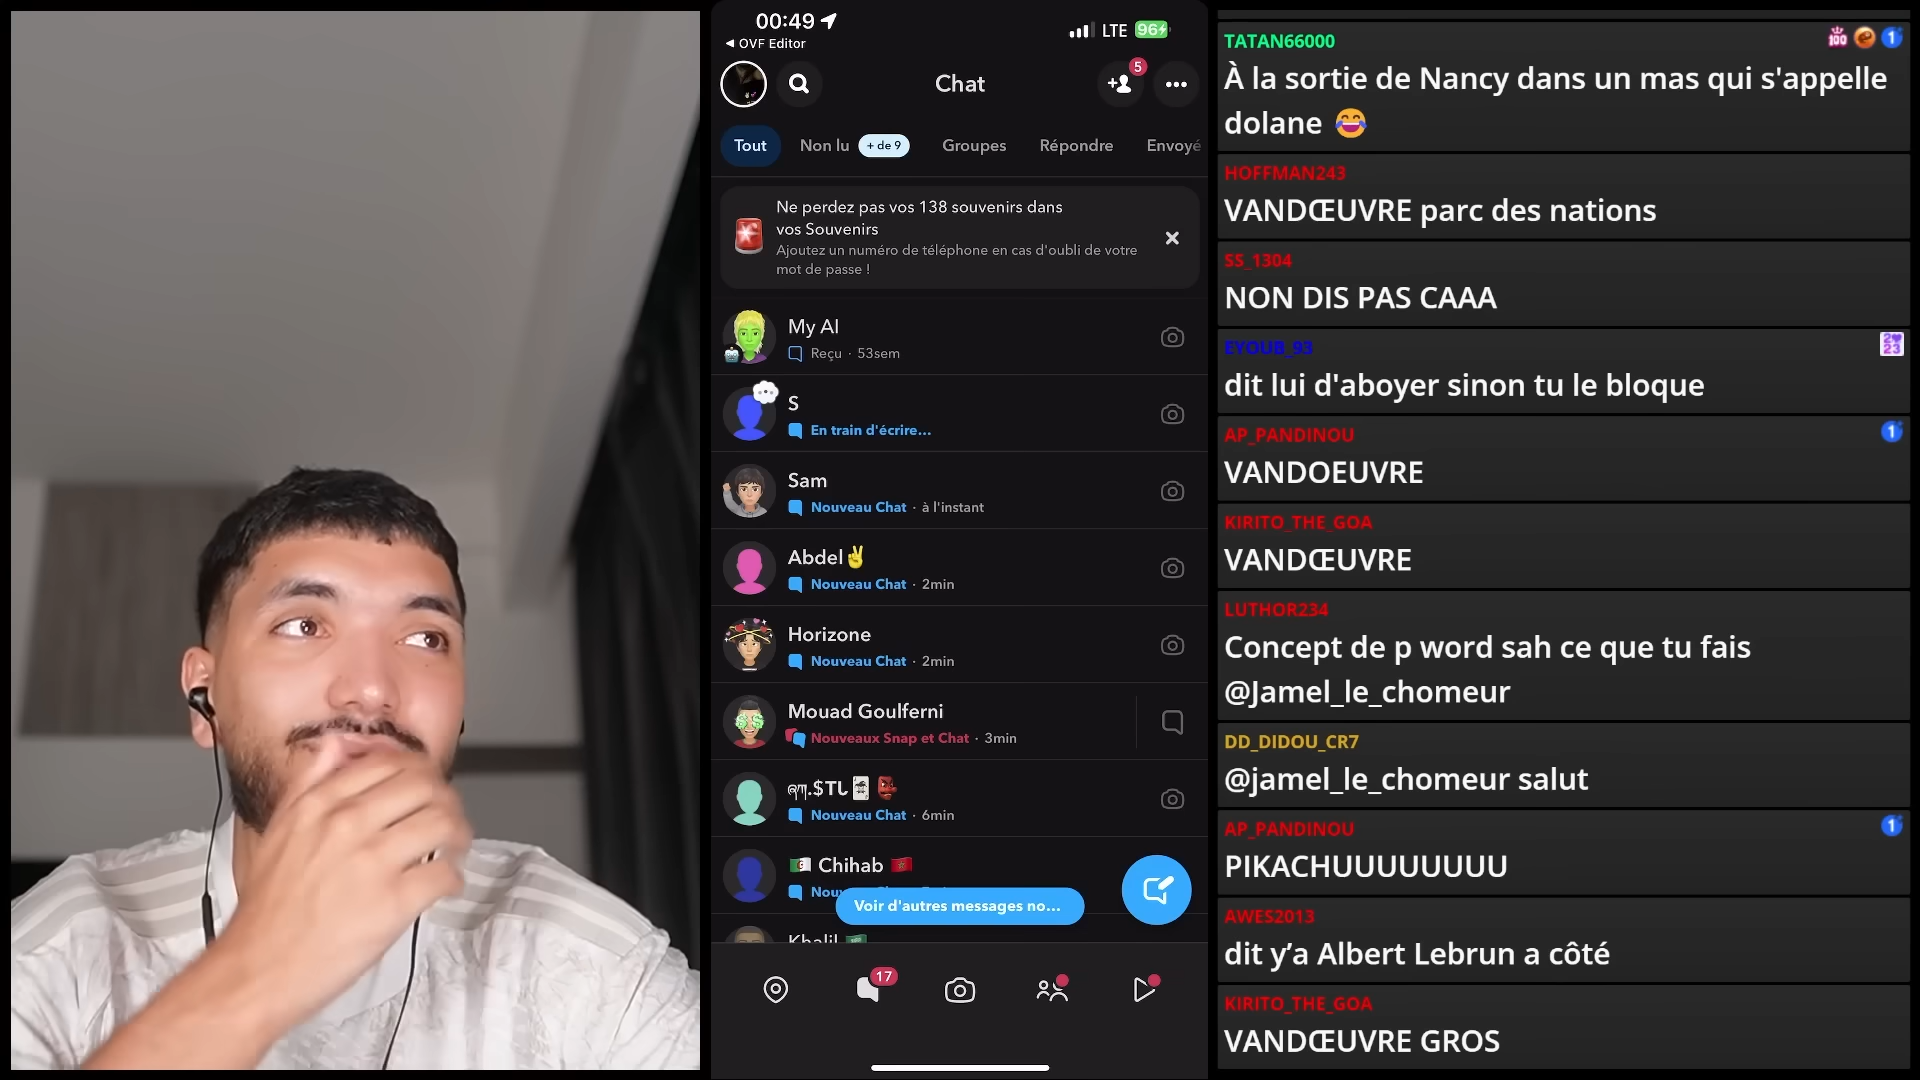 00:49
LTE
96
◀ OVF Editor
Chat
5
Tout
Non lu
+ de 9
Groupes
Répondre
Envoyé
Ne perdez pas vos 138 souvenirs dans
vos Souvenirs
Ajoutez un numéro de téléphone en cas d'oubli de votre
mot de passe !
My AI
Reçu · 53sem
S
En train d'écrire...
Sam
Nouveau Chat · à l'instant
Abdel✌️
Nouveau Chat · 2min
Horizone
Nouveau Chat · 2min
Mouad Goulferni
Nouveaux Snap et Chat · 3min
Nouveau Chat · 6min
🇩🇿 Chihab 🇲🇦
Voir d'autres messages no...
Khalil 🇸🇦
17
TATAN66000
À la sortie de Nancy dans un mas qui s'appelle
dolane 😂
HOFFMAN243
VANDŒUVRE parc des nations
SS_1304
NON DIS PAS CAAA
EYOUB_93
dit lui d'aboyer sinon tu le bloque
AP_PANDINOU
VANDOEUVRE
KIRITO_THE_GOA
VANDŒUVRE
LUTHOR234
Concept de p word sah ce que tu fais
@Jamel_le_chomeur
DD_DIDOU_CR7
@jamel_le_chomeur salut
AP_PANDINOU
PIKACHUUUUUUUU
AWES2013
dit y’a Albert Lebrun a côté
KIRITO_THE_GOA
VANDŒUVRE GROS